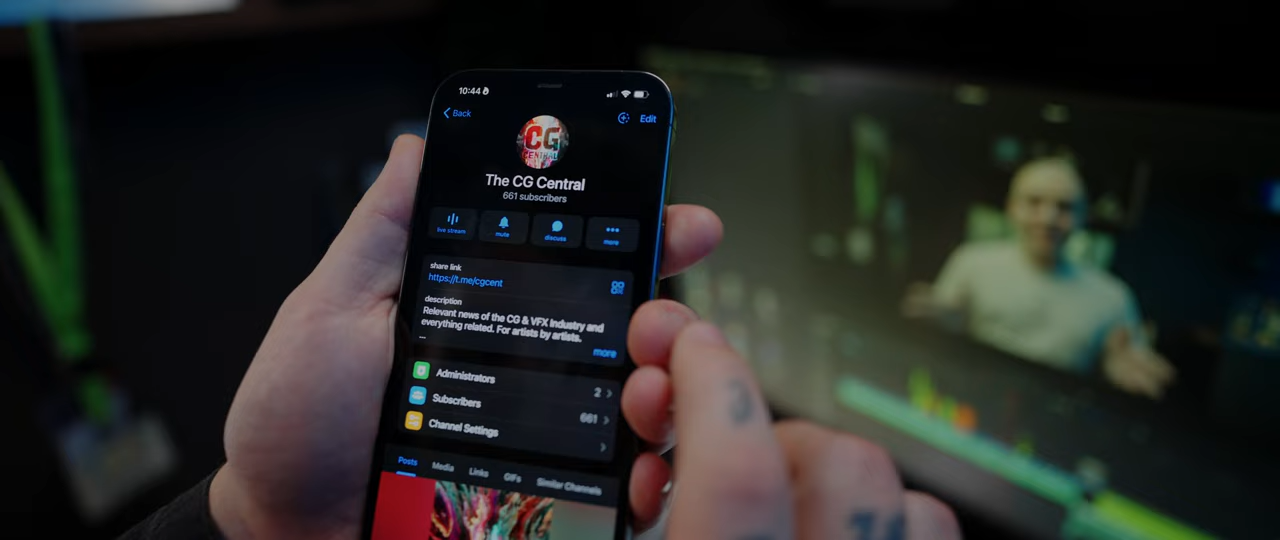 10:44
Back
Edit
CG
CENTRAL
The CG Central
661 subscribers
live stream
mute
discuss
more
share link
https://t.me/cgcent
description
Relevant news of the CG & VFX Industry and
everything related. For artists by artists.
...
more
Administrators
2
Subscribers
661
Channel Settings
Posts
Media
Links
GIFs
Similar Channels